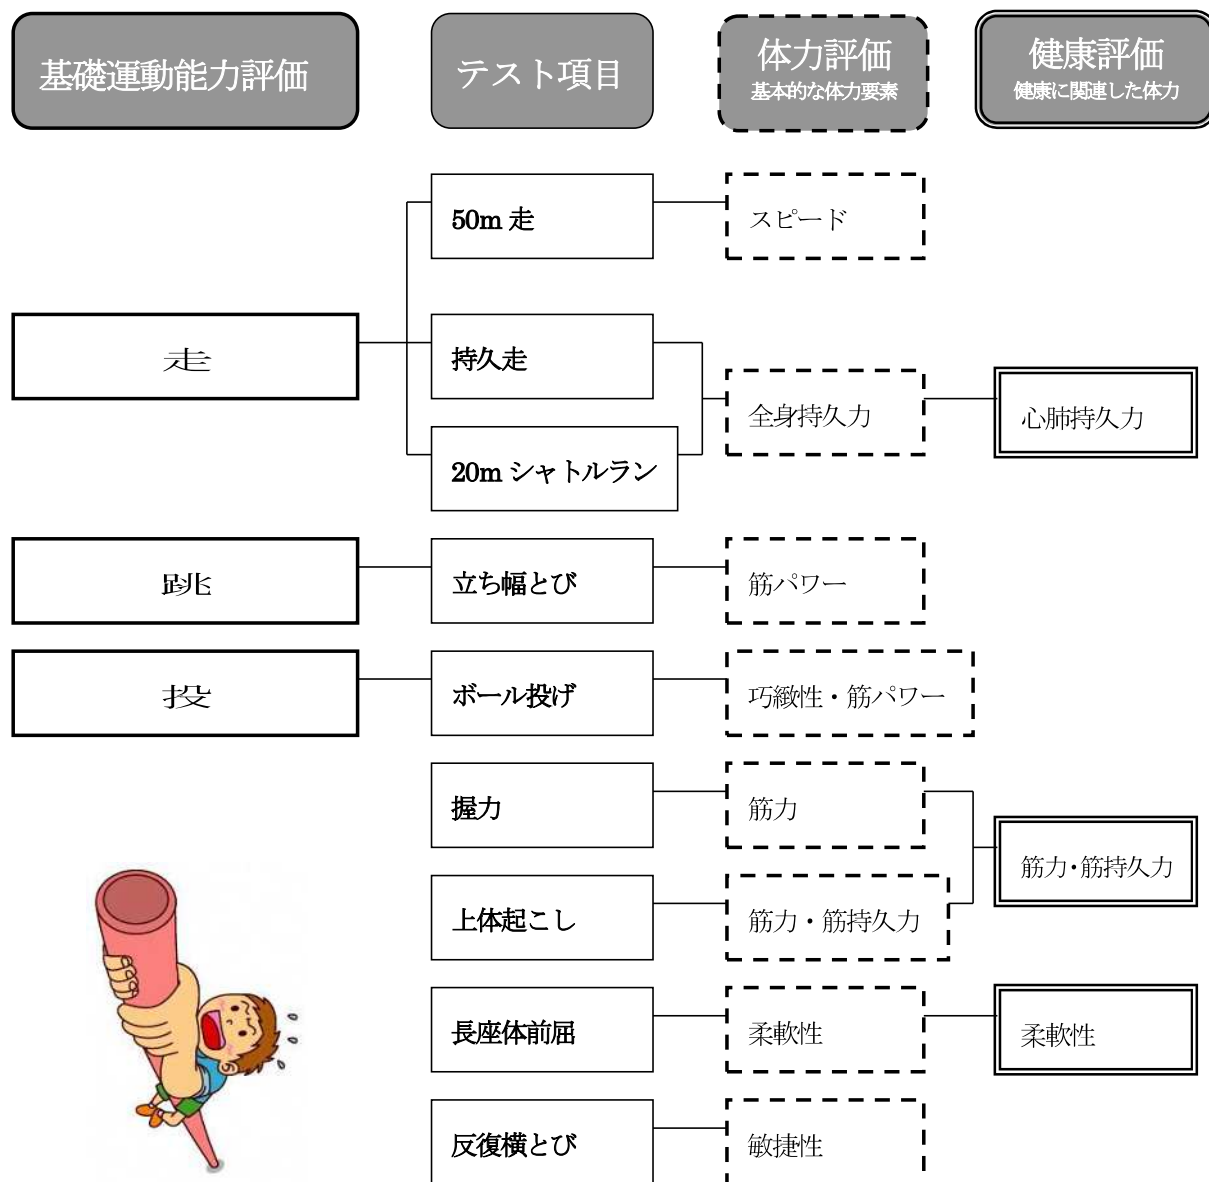 基礎運動能力評価
テスト項目
体力評価
基本的な体力要素
健康評価
健康に関連した体力
50m 走
スピード
走
持久走
全身持久力
心肺持久力
20m シャトルラン
跳
立ち幅とび
筋パワー
投
ボール投げ
巧緻性・筋パワー
握力
筋力
筋力・筋持久力
上体起こし
筋力・筋持久力
長座体前屈
柔軟性
柔軟性
反復横とび
敏捷性